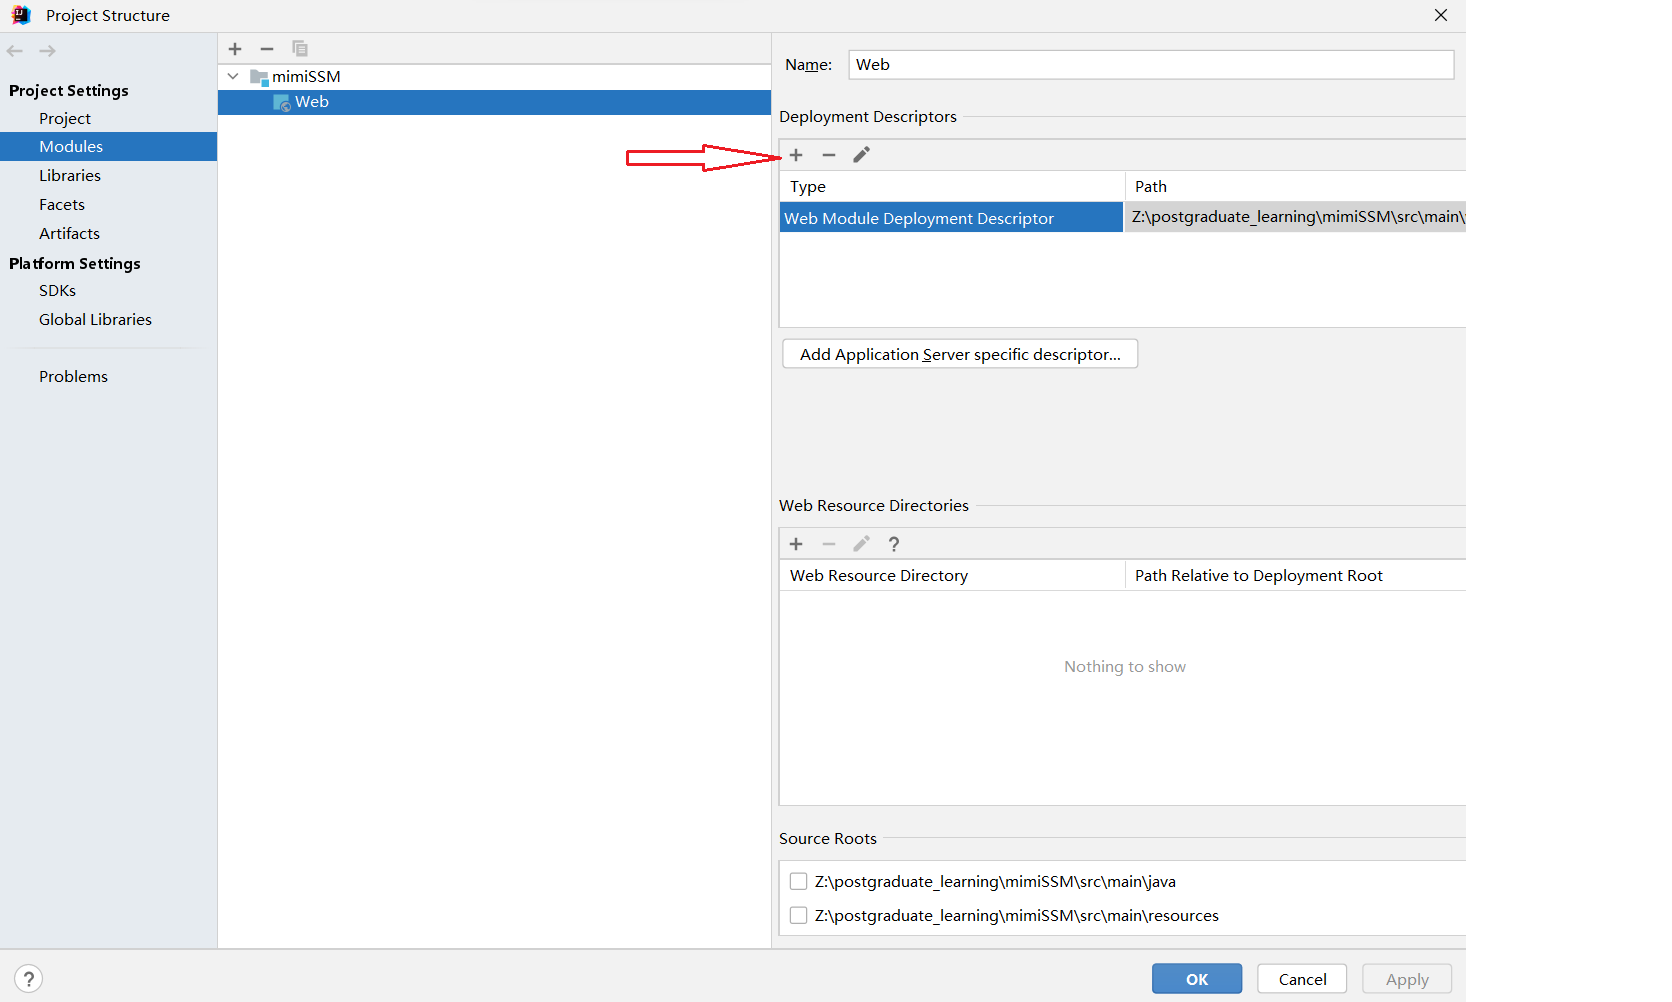 Project Structure
Project Settings
Project
Modules
Libraries
Facets
Artifacts
Platform Settings
SDKs
Global Libraries
Problems
mimiSSM
Web
Name: Web
Deployment Descriptors
Type Path
Web Module Deployment Descriptor Z:\postgraduate_learning\mimiSSM\src\main\
Add Application Server specific descriptor...
Web Resource Directories
?
Web Resource Directory Path Relative to Deployment Root
Nothing to show
Source Roots
Z:\postgraduate_learning\mimiSSM\src\main\java
Z:\postgraduate_learning\mimiSSM\src\main\resources
? OK Cancel Apply